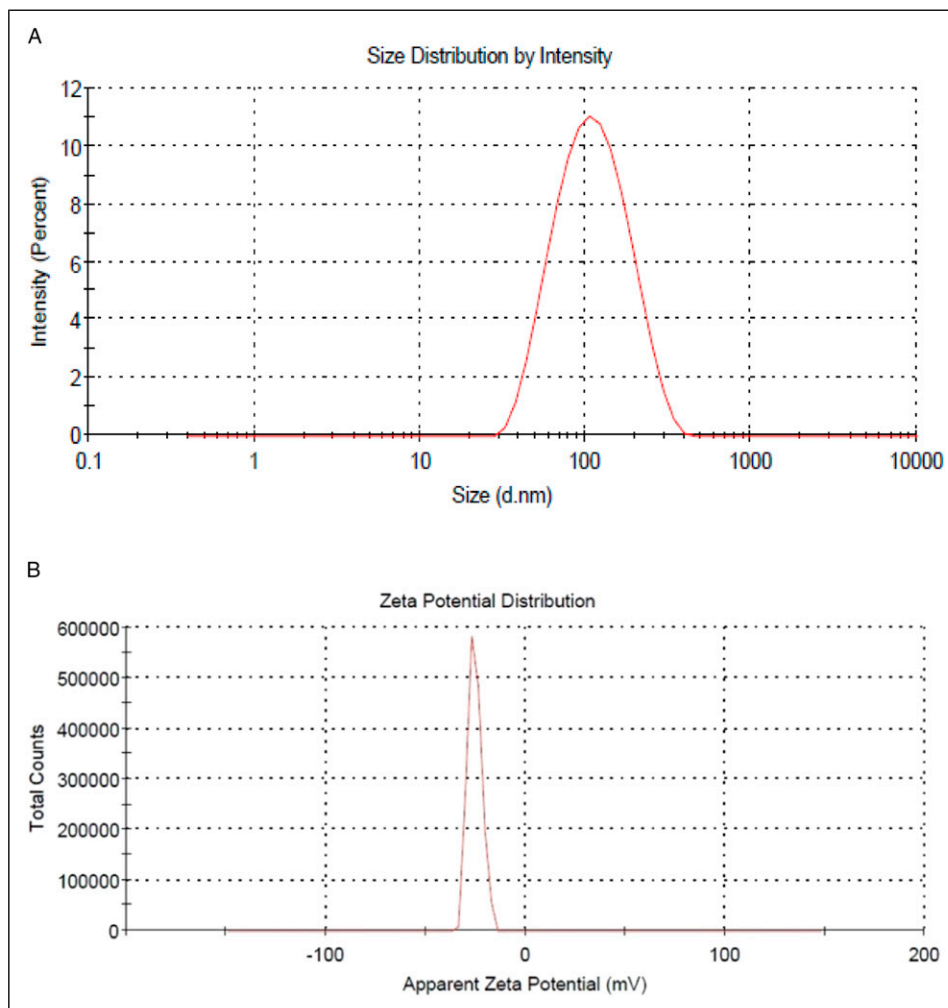 A
Size Distribution by Intensity
12
10
8
6
4
2
0
Intensity (Percent)
0.1 1 10 100 1000 10000
Size (d.nm)
B
Zeta Potential Distribution
600000
500000
400000
300000
200000
100000
0
Total Counts
-100 0 100 200
Apparent Zeta Potential (mV)